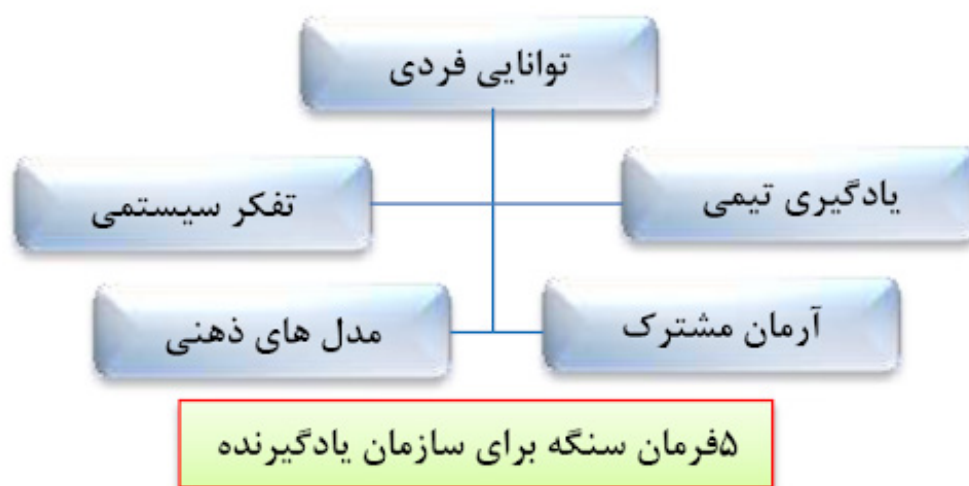 توانایی فردی
یادگیری تیمی
تفکر سیستمی
آرمان مشترک
مدل های ذهنی
۵فرمان سنگه برای سازمان یادگیرنده